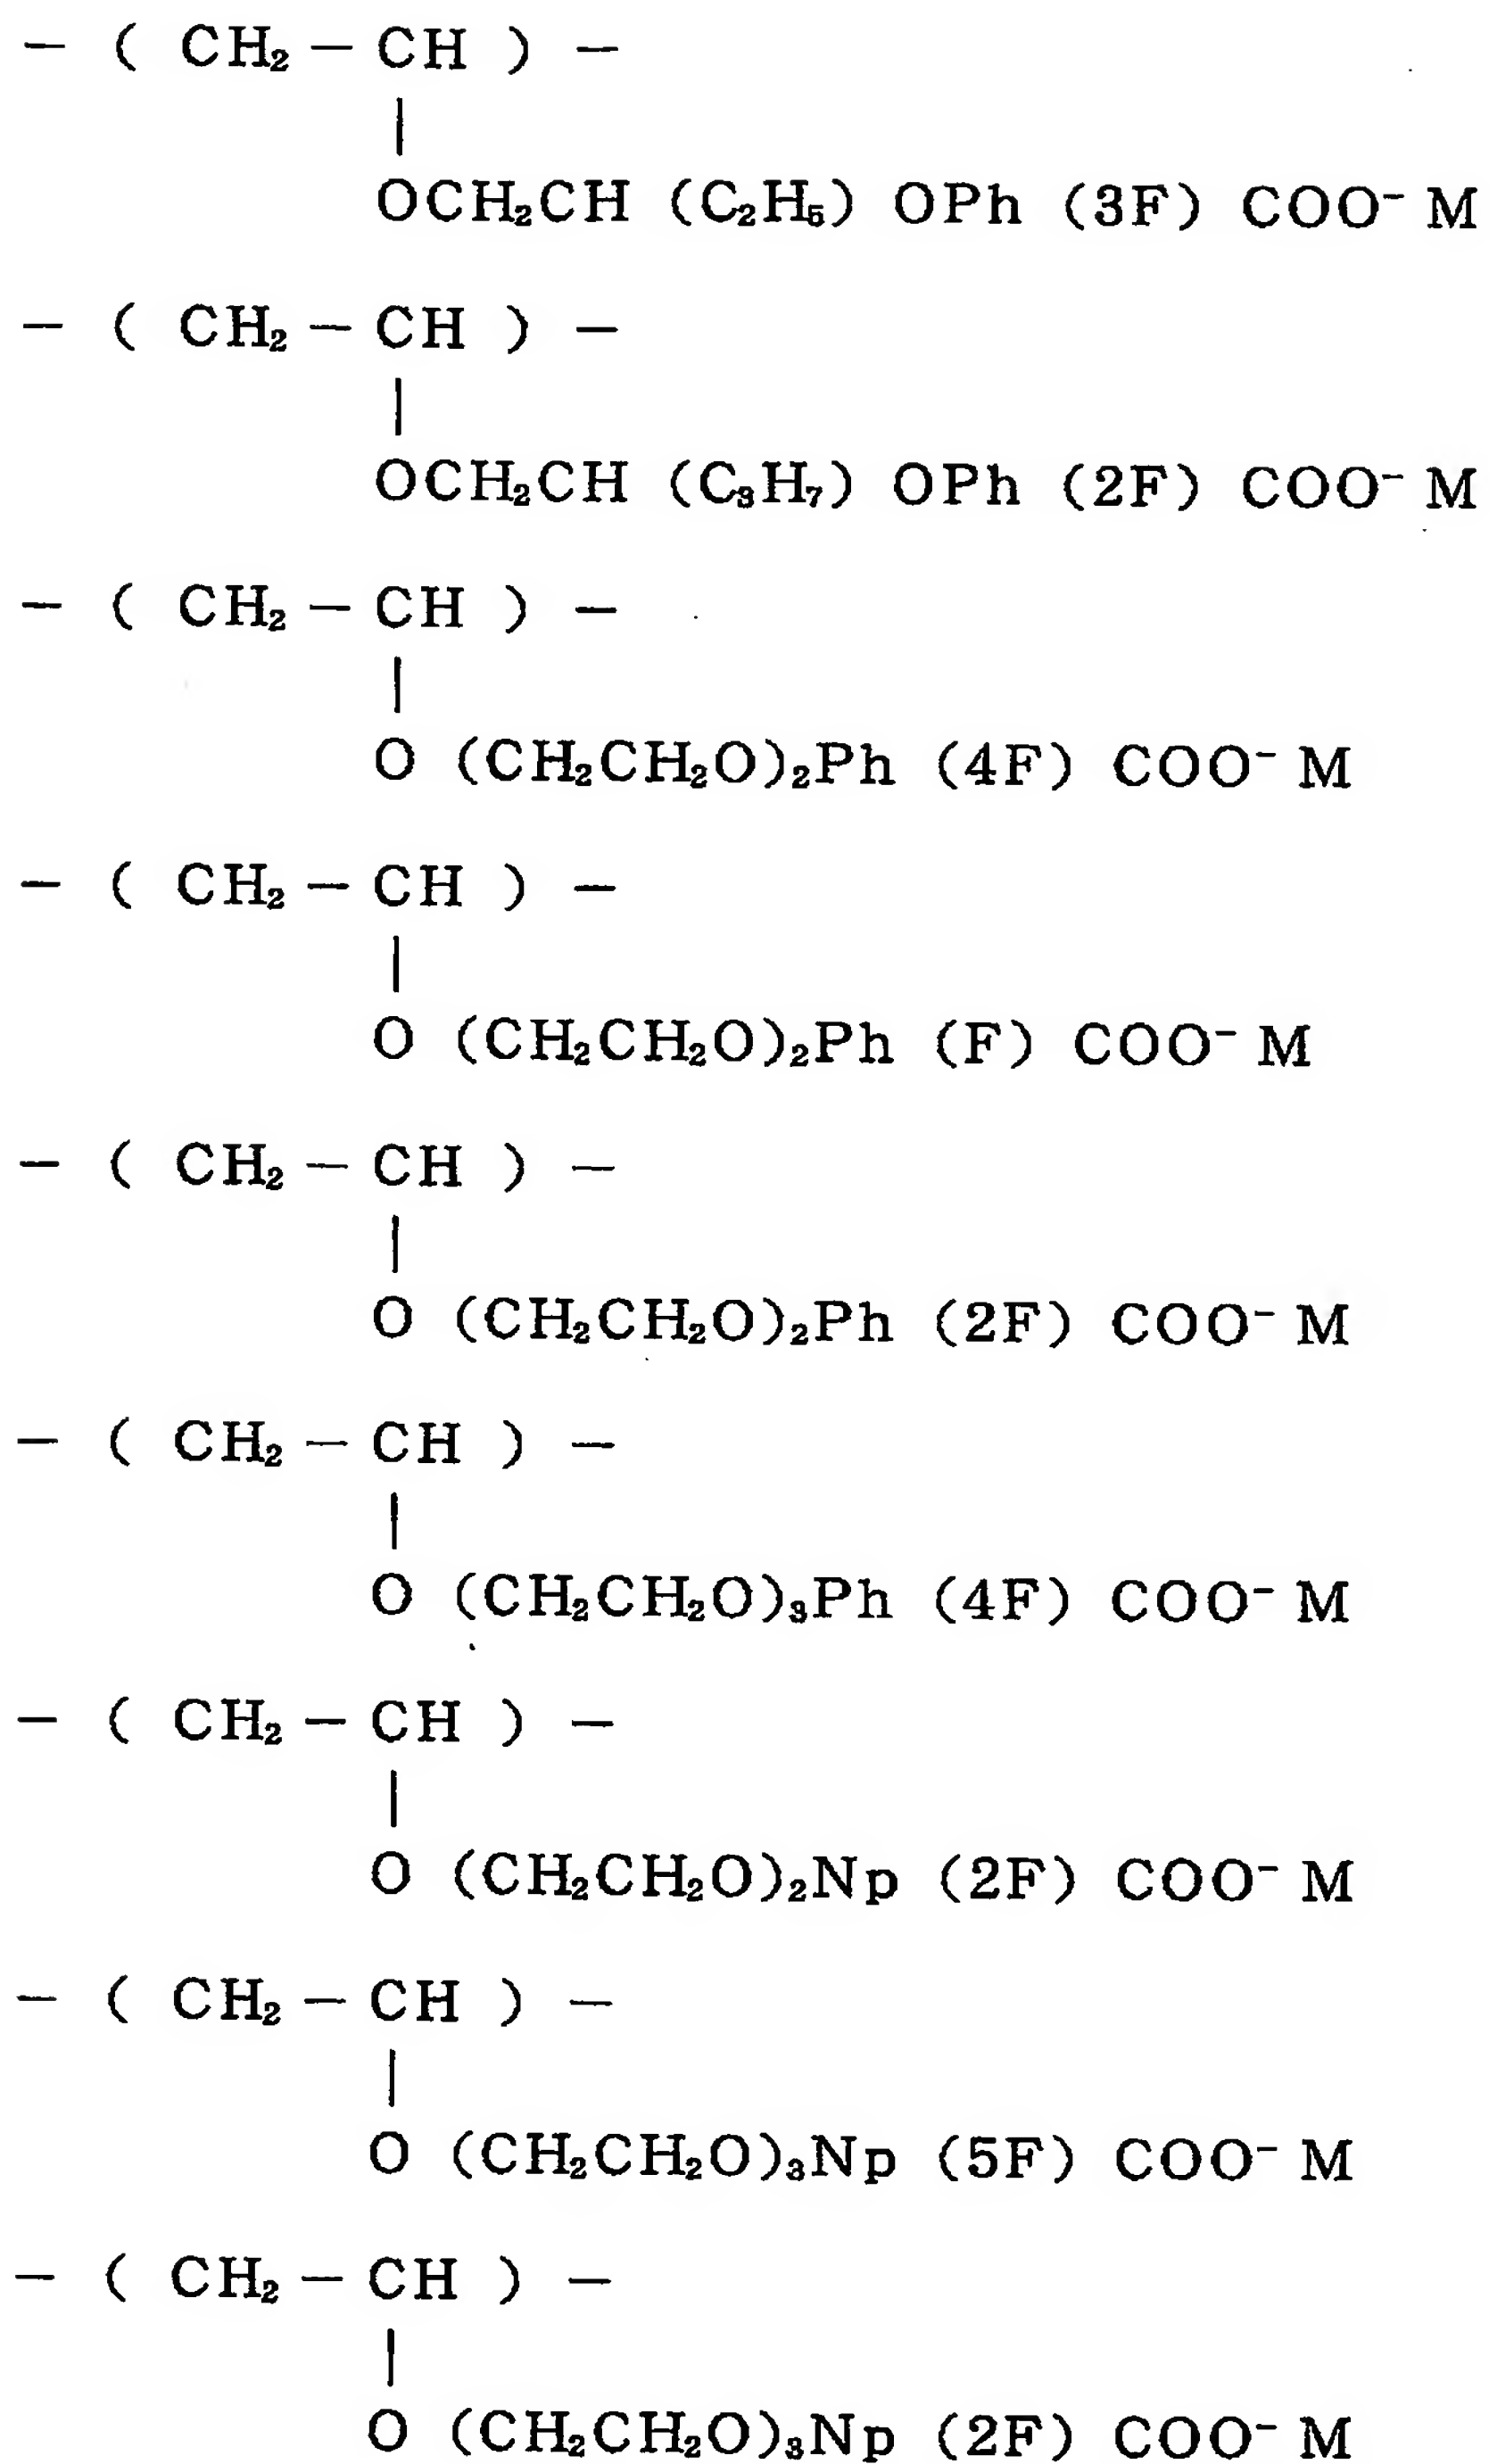 — ( CH₂ — CH ) —
|
OCH₂CH (C₂H₅) OPh (3F) COO⁻ M
— ( CH₂ — CH ) —
|
OCH₂CH (C₃H₇) OPh (2F) COO⁻ M
— ( CH₂ — CH ) —
|
O (CH₂CH₂O)₂Ph (4F) COO⁻ M
— ( CH₂ — CH ) —
|
O (CH₂CH₂O)₂Ph (F) COO⁻ M
— ( CH₂ — CH ) —
|
O (CH₂CH₂O)₂Ph (2F) COO⁻ M
— ( CH₂ — CH ) —
|
O (CH₂CH₂O)₃Ph (4F) COO⁻ M
— ( CH₂ — CH ) —
|
O (CH₂CH₂O)₂Np (2F) COO⁻ M
— ( CH₂ — CH ) —
|
O (CH₂CH₂O)₃Np (5F) COO⁻ M
— ( CH₂ — CH ) —
|
O (CH₂CH₂O)₃Np (2F) COO⁻ M